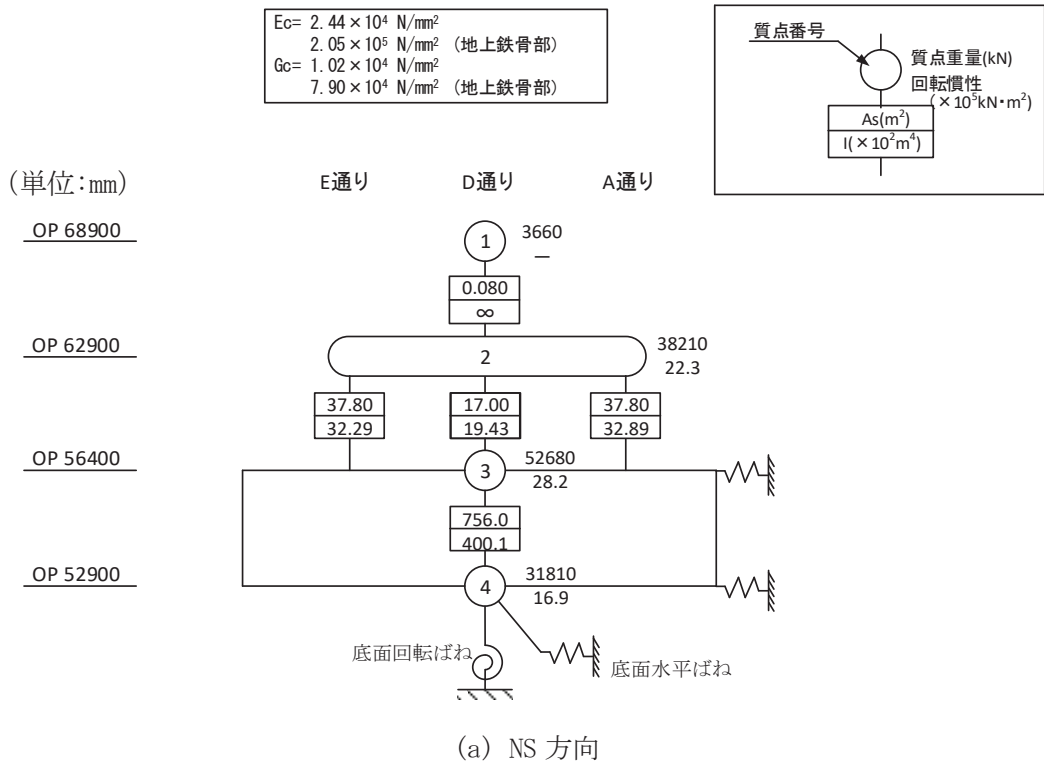 Ec= 2.44×10⁴ N/mm²
2.05×10⁵ N/mm² (地上鉄骨部)
Gc= 1.02×10⁴ N/mm²
7.90×10⁴ N/mm² (地上鉄骨部)
質点番号
質点重量(kN)
回転慣性
(×10⁵kN・m²)
As(m²)
I(×10²m⁴)
(単位:mm)
E通り D通り A通り
OP 68900
1
3660
—
0.080
∞
OP 62900
2
38210
22.3
37.80 17.00 37.80
32.29 19.43 32.89
OP 56400
3
52680
28.2
756.0
400.1
OP 52900
4
31810
16.9
底面回転ばね
底面水平ばね
(a) NS 方向